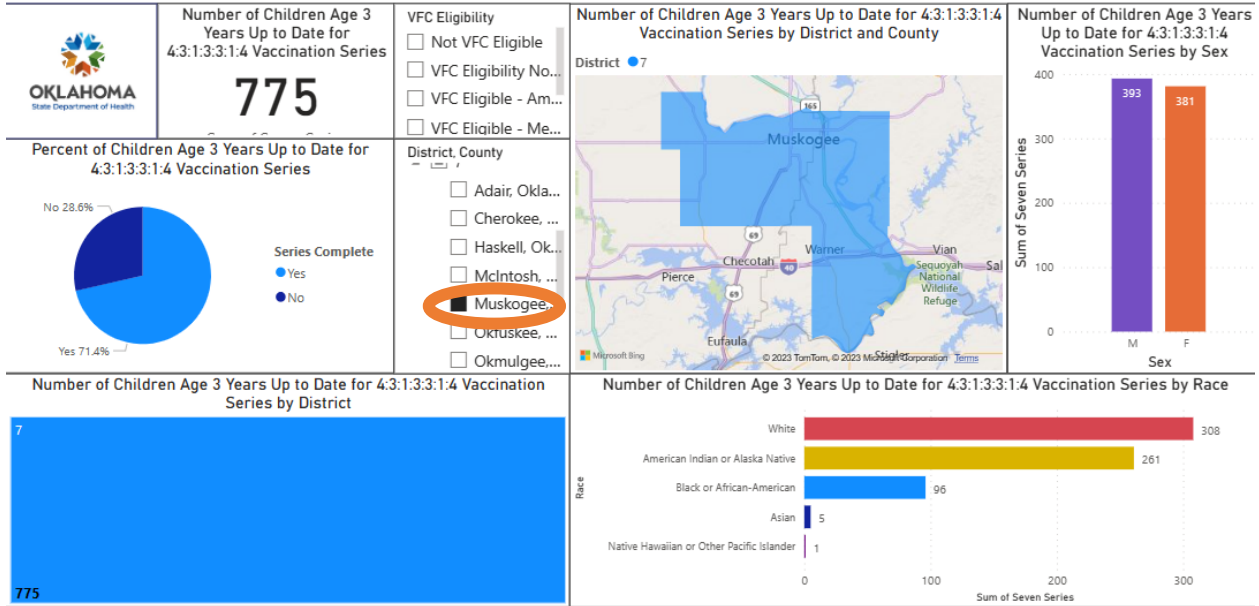 OKLAHOMA
State Department of Health
Number of Children Age 3
Years Up to Date for
4:3:1:3:3:1:4 Vaccination Series
775
VFC Eligibility
Not VFC Eligible
VFC Eligibility No...
VFC Eligible - Am...
VFC Eligible - Me...
Number of Children Age 3 Years Up to Date for 4:3:1:3:3:1:4
Vaccination Series by District and County
District 7
165
Muskogee
69
Warner
Vian
Checotah
40
Sequoyah
National
Wildlife
Refuge
Sal
Pierce
69
Eufaula
Stigler
Microsoft Bing
© 2023 TomTom, © 2023 Microsoft Corporation Terms
Number of Children Age 3 Years
Up to Date for 4:3:1:3:3:1:4
Vaccination Series by Sex
400
300
200
100
0
Sum of Seven Series
393
381
M
F
Sex
Percent of Children Age 3 Years Up to Date for
4:3:1:3:3:1:4 Vaccination Series
No 28.6%
Yes 71.4%
Series Complete
Yes
No
District, County
Adair, Okla...
Cherokee, ...
Haskell, Ok...
McIntosh, ...
Muskogee,...
Okfuskee, ...
Okmulgee,...
Number of Children Age 3 Years Up to Date for 4:3:1:3:3:1:4 Vaccination
Series by District
7
775
Number of Children Age 3 Years Up to Date for 4:3:1:3:3:1:4 Vaccination Series by Race
Race
White
308
American Indian or Alaska Native
261
Black or African-American
96
Asian
5
Native Hawaiian or Other Pacific Islander
1
0
100
200
300
Sum of Seven Series